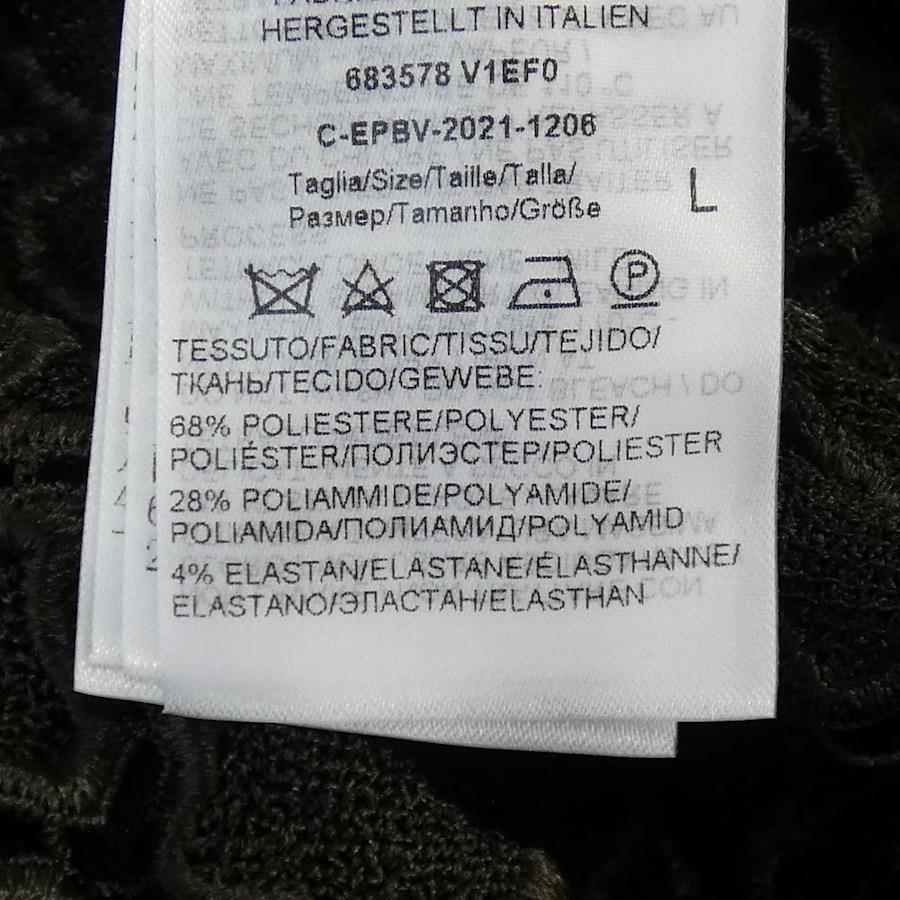 HERGESTELLT IN ITALIEN
683578 V1EF0
C-EPBV-2021-1206
Taglia/Size/Taille/Talla/
Размер/Tamanho/Größe
L
P
TESSUTO/FABRIC/TISSU/TEJIDO/
ТКАНЬ/TECIDO/GEWEBE:
68% POLIESTERE/POLYESTER/
POLIÉSTER/ПОЛИЭСТЕР/POLIESTER
28% POLIAMMIDE/POLYAMIDE/
POLIAMIDA/ПОЛИАМИД/POLYAMID
4% ELASTAN/ELASTANE/ÉLASTHANNE/
ELASTANO/ЭЛАСТАН/ELASTHAN